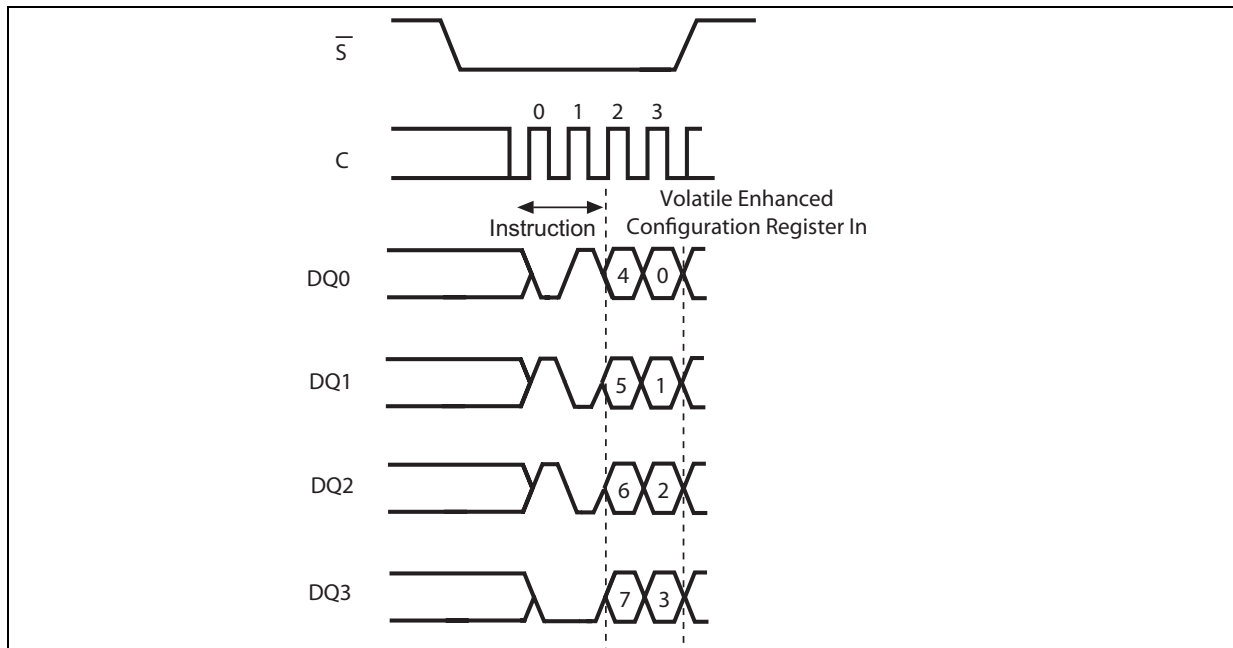 S
0 1 2 3
C
Volatile Enhanced
Instruction Configuration Register In
DQ0 4 0
DQ1 5 1
DQ2 6 2
DQ3 7 3